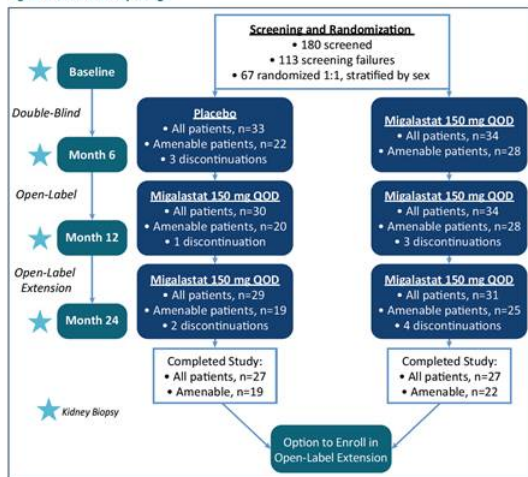 Screening and Randomization
• 180 screened
• 113 screening failures
• 67 randomized 1:1, stratified by sex
Baseline
Double-Blind
Month 6
Open-Label
Month 12
Open-Label
Extension
Month 24
Kidney Biopsy
Placebo
• All patients, n=33
• Amenable patients, n=22
• 3 discontinuations
Migalastat 150 mg QOD
• All patients, n=34
• Amenable patients, n=28
Migalastat 150 mg QOD
• All patients, n=30
• Amenable patients, n=20
• 1 discontinuation
Migalastat 150 mg QOD
• All patients, n=34
• Amenable patients, n=28
• 3 discontinuations
Migalastat 150 mg QOD
• All patients, n=29
• Amenable patients, n=19
• 2 discontinuations
Migalastat 150 mg QOD
• All patients, n=31
• Amenable patients, n=25
• 4 discontinuations
Completed Study:
• All patients, n=27
• Amenable, n=19
Completed Study:
• All patients, n=27
• Amenable, n=22
Option to Enroll in
Open-Label Extension